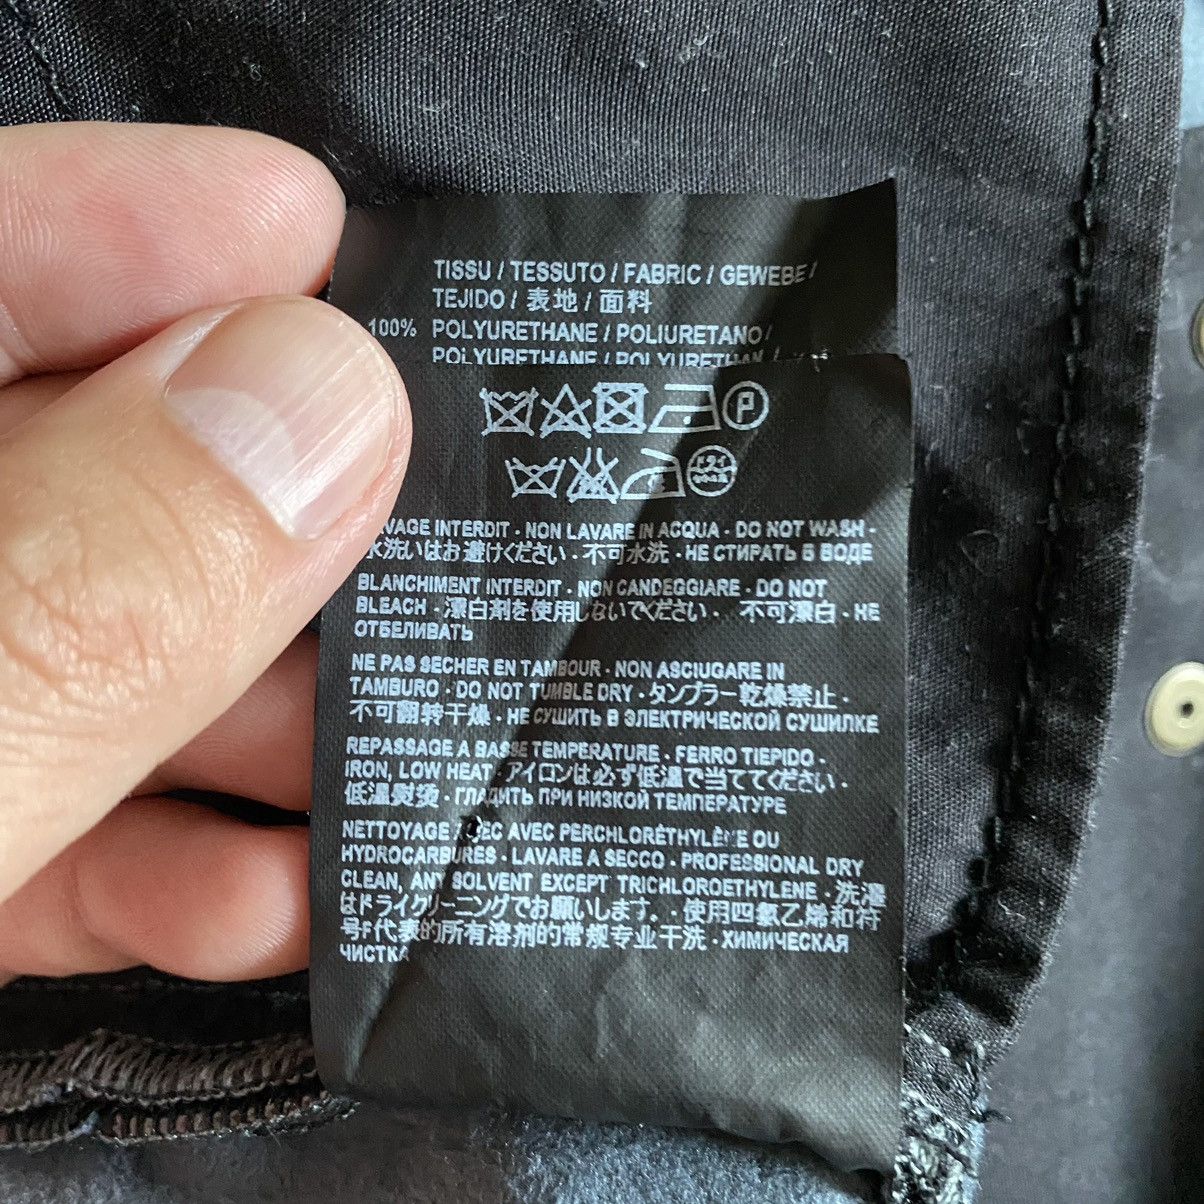 TISSU / TESSUTO / FABRIC / GEWEBE /
TEJIDO / 表地 / 面料
100% POLYURETHANE / POLIURETANO /
POLYURETHANE / POLYURETHAN /
P
ドライ
VAGE INTERDIT - NON LAVARE IN ACQUA - DO NOT WASH -
水洗いはお避けください - 不可水洗 - НЕ СТИРАТЬ В ВОДЕ
BLANCHIMENT INTERDIT - NON CANDEGGIARE - DO NOT
BLEACH - 漂白剤を使用しないでください - 不可漂白 - НЕ
ОТБЕЛИВАТЬ
NE PAS SECHER EN TAMBOUR - NON ASCIUGARE IN
TAMBURO - DO NOT TUMBLE DRY - タンブラー乾燥禁止 -
不可翻转干燥 - НЕ СУШИТЬ В ЭЛЕКТРИЧЕСКОЙ СУШИЛКЕ
REPASSAGE A BASSE TEMPERATURE - FERRO TIEPIDO -
IRON, LOW HEAT - アイロンは必ず低温で当ててください -
低温熨烫 - ГЛАДИТЬ ПРИ НИЗКОЙ ТЕМПЕРАТУРЕ
NETTOYAGE AVEC PERCHLORÉTHYLÈNE OU
HYDROCARBURES - LAVARE A SECCO - PROFESSIONAL DRY
CLEAN, ANY SOLVENT EXCEPT TRICHLOROETHYLENE - 洗濯
はドライクリーニングでお願いします。 - 使用四氯乙烯和符
号F代表的所有溶剂的常规专业干洗 - ХИМИЧЕСКАЯ
ЧИСТКА